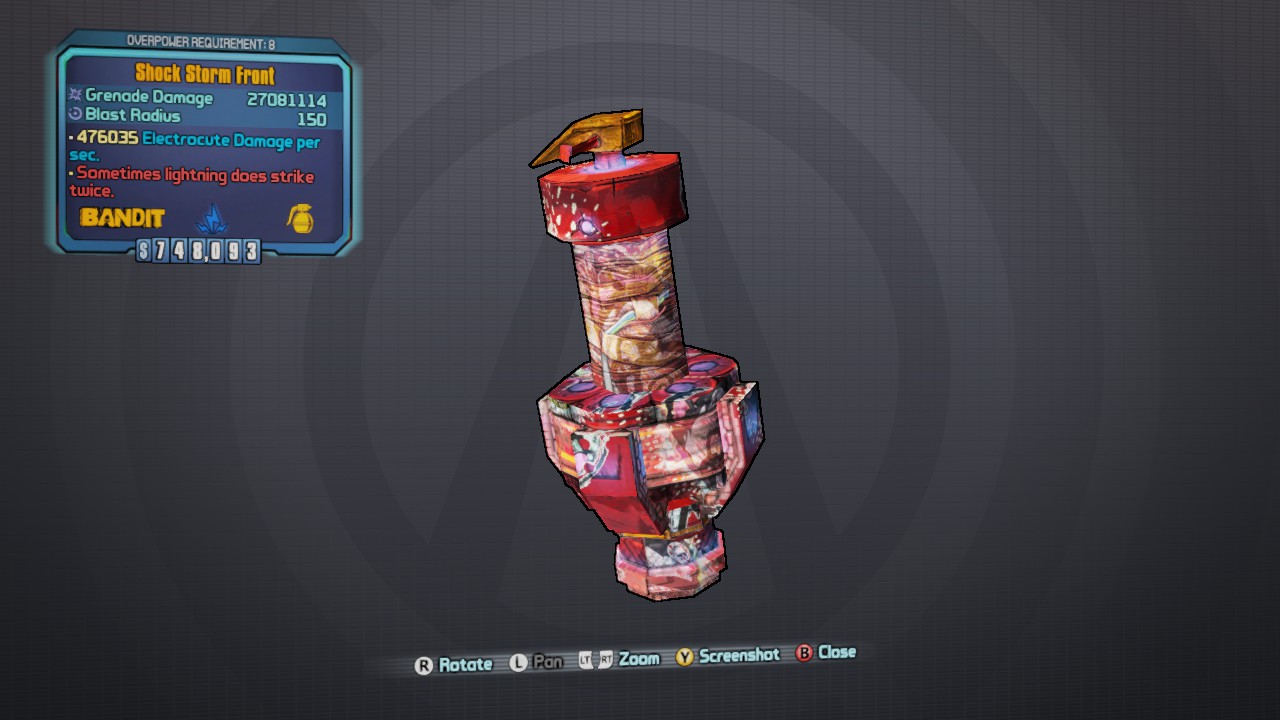 OVERPOWER REQUIREMENT: 8
Shock Storm Front
Grenade Damage 27081114
Blast Radius 150
• 476035 Electrocute Damage per
sec.
• Sometimes lightning does strike
twice.
BANDIT
$748,093
R Rotate L Pan LT RT Zoom Y Screenshot B Close